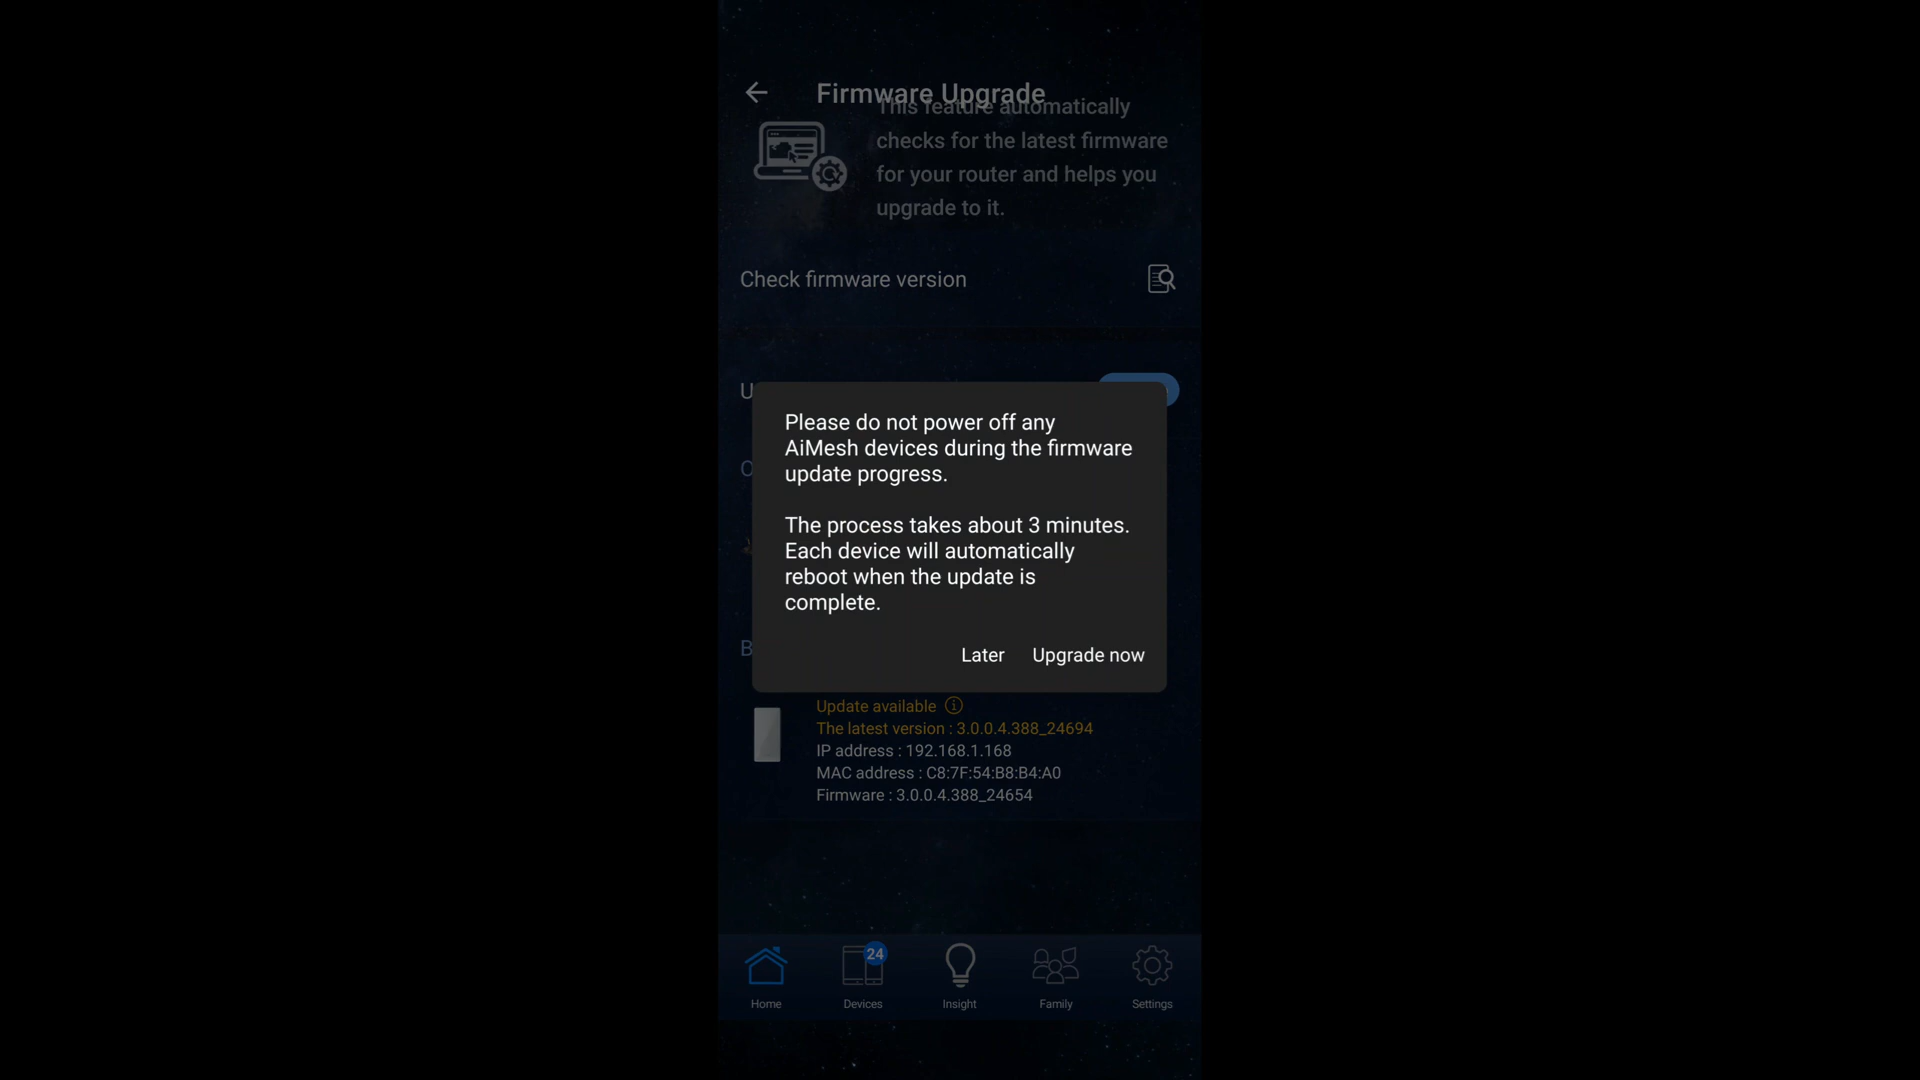 Firmware Upgrade
This feature automatically
checks for the latest firmware
for your router and helps you
upgrade to it.
Check firmware version
U
Please do not power off any
AiMesh devices during the firmware
update progress.
The process takes about 3 minutes.
Each device will automatically
reboot when the update is
complete.
B
Later Upgrade now
Update available
The latest version : 3.0.0.4.388_24694
IP address : 192.168.1.168
MAC address : C8:7F:54:B8:B4:A0
Firmware : 3.0.0.4.388_24654
24
Home Devices Insight Family Settings